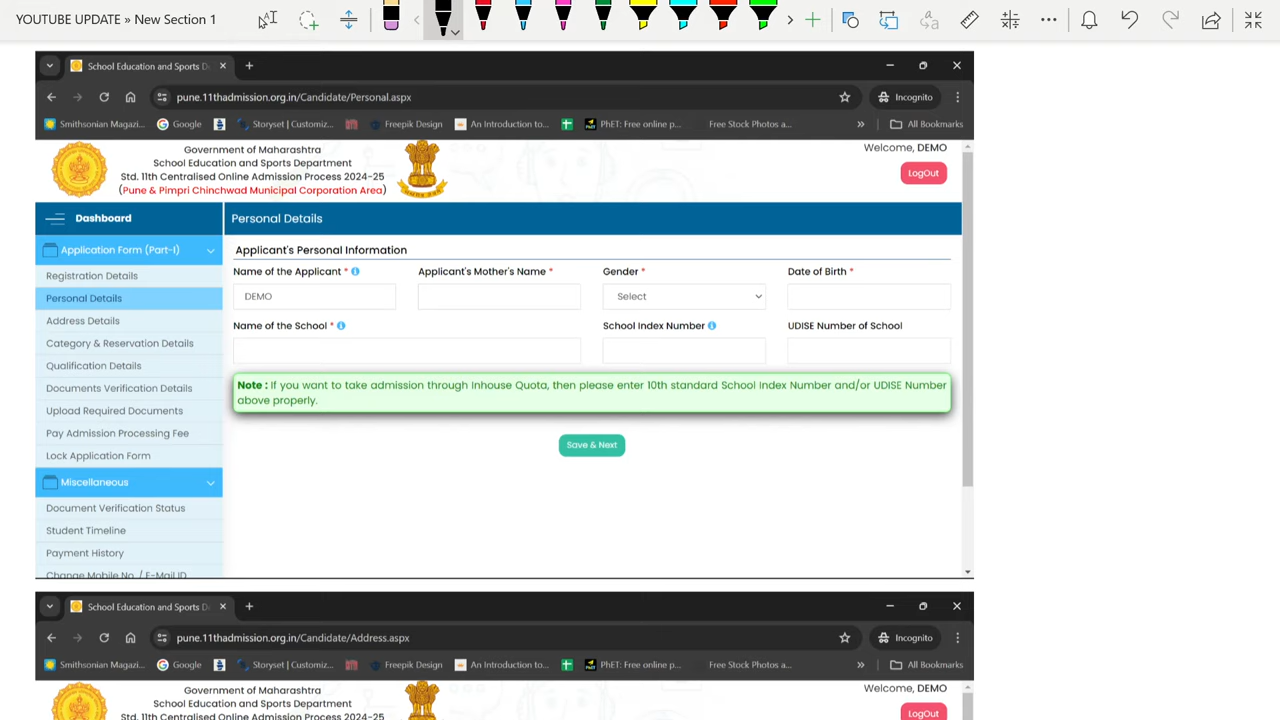 YOUTUBE UPDATE » New Section 1
School Education and Sports D
pune.11thadmission.org.in/Candidate/Personal.aspx
Incognito
Smithsonian Magazi...
Google
Storyset | Customiz...
Freepik Design
An Introduction to...
PhET: Free online p...
Free Stock Photos a...
»
All Bookmarks
Government of Maharashtra
School Education and Sports Department
Std. 11th Centralised Online Admission Process 2024-25
(Pune & Pimpri Chinchwad Municipal Corporation Area)
Welcome, DEMO
LogOut
Dashboard
Application Form (Part-I)
Registration Details
Personal Details
Address Details
Category & Reservation Details
Qualification Details
Documents Verification Details
Upload Required Documents
Pay Admission Processing Fee
Lock Application Form
Miscellaneous
Document Verification Status
Student Timeline
Payment History
Change Mobile No. / E-Mail ID
Personal Details
Applicant's Personal Information
Name of the Applicant *
Applicant's Mother's Name *
Gender *
Date of Birth *
DEMO
Select
Name of the School *
School Index Number
UDISE Number of School
Note : If you want to take admission through Inhouse Quota, then please enter 10th standard School Index Number and/or UDISE Number
above properly.
Save & Next
School Education and Sports D
pune.11thadmission.org.in/Candidate/Address.aspx
Incognito
Smithsonian Magazi...
Google
Storyset | Customiz...
Freepik Design
An Introduction to...
PhET: Free online p...
Free Stock Photos a...
»
All Bookmarks
Government of Maharashtra
School Education and Sports Department
Std. 11th Centralised Online Admission Process 2024-25
Welcome, DEMO
LogOut